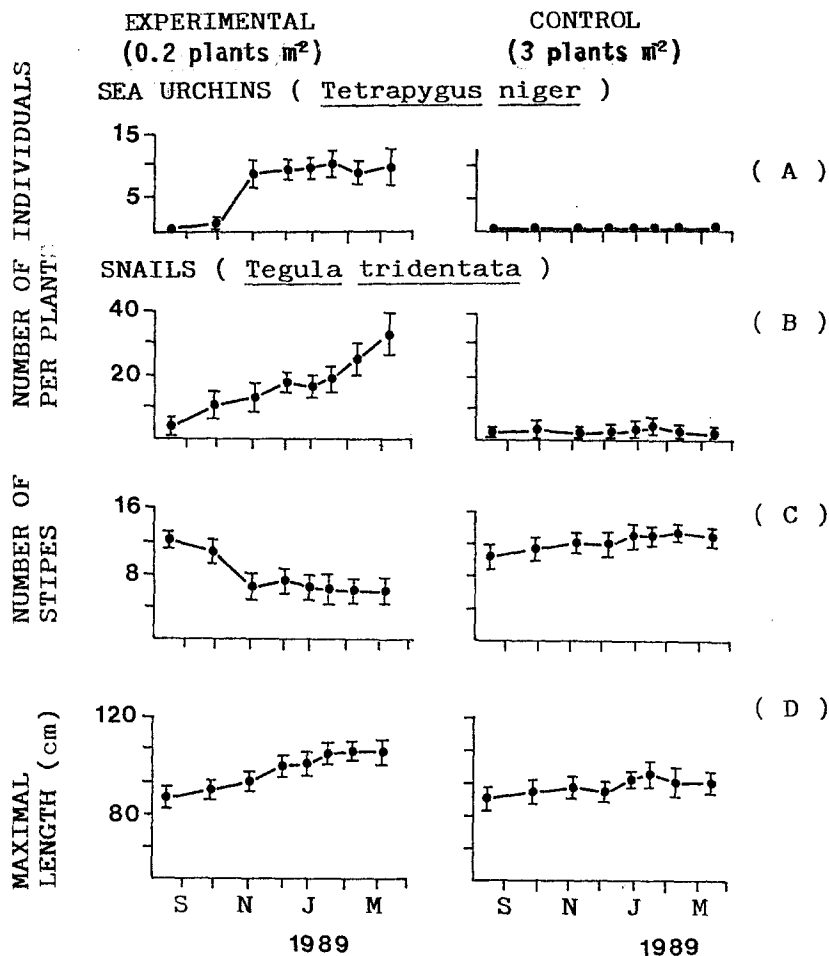 EXPERIMENTAL
(0.2 plants m²)
CONTROL
(3 plants m²)
SEA URCHINS ( Tetrapygus niger )
15
5
( A )
NUMBER OF INDIVIDUALS
PER PLANT
SNAILS ( Tegula tridentata )
40
20
( B )
NUMBER OF
STIPES
16
8
( C )
MAXIMAL
LENGTH (cm)
120
80
( D )
S N J M
1989
S N J M
1989